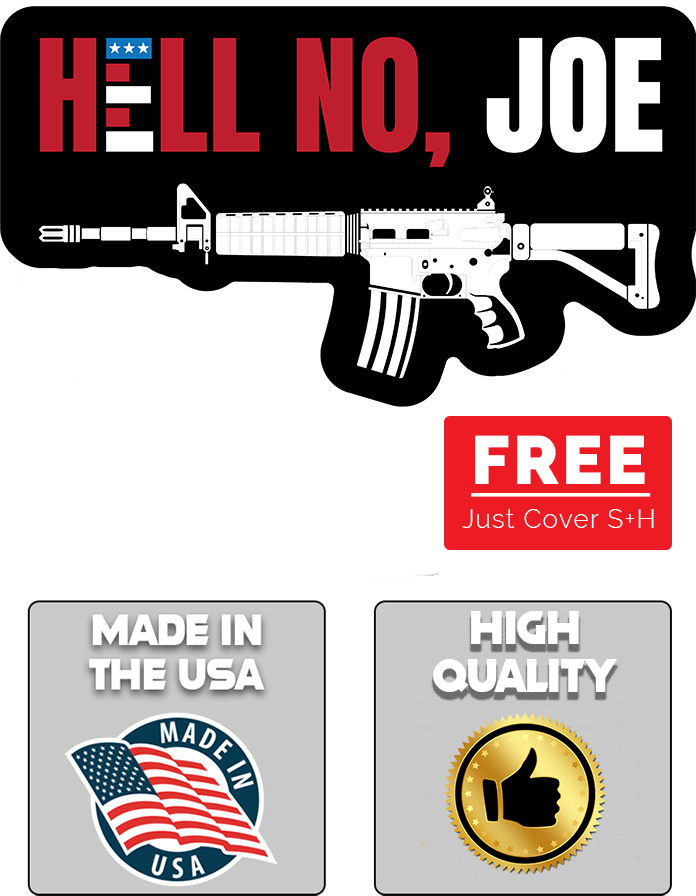 HELL NO, JOE
FREE
Just Cover S+H
MADE IN
THE USA
MADE IN
USA
HIGH
QUALITY